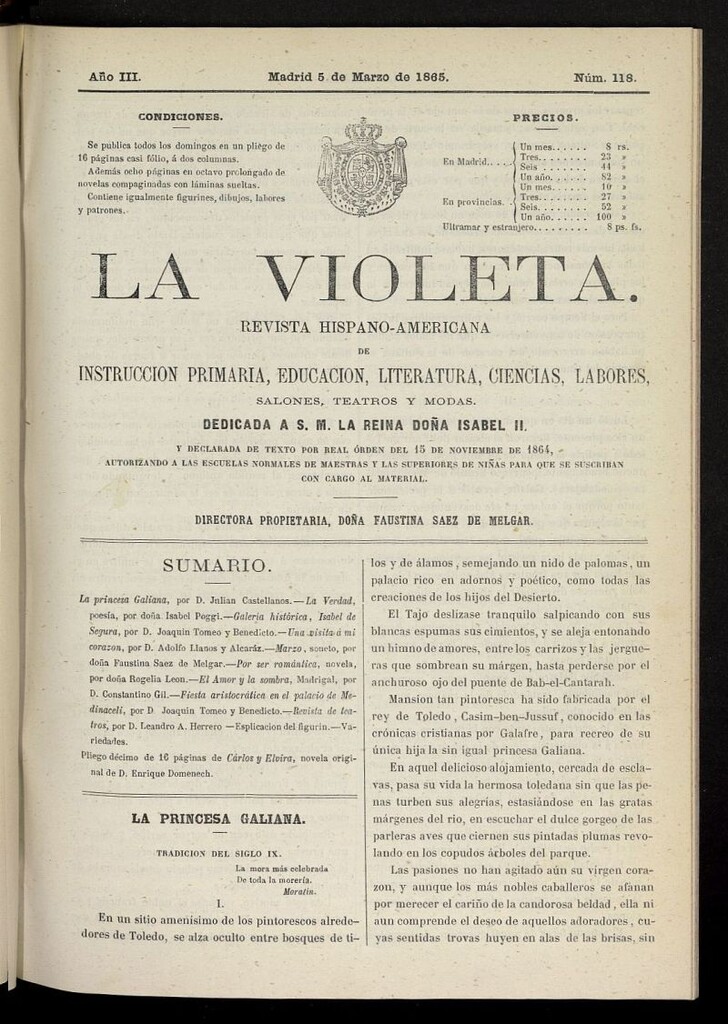 Año III.
Madrid 5 de Marzo de 1865.
Núm. 118.
CONDICIONES.
Se publica todos los domingos en un pliego de
16 páginas casi fólio, á dos columnas.
Además ocho páginas en octavo prolongado de
novelas compaginadas con láminas sueltas.
Contiene igualmente figurines, dibujos, labores
y patrones.
PRECIOS.
En Madrid....
Un mes...... 8 rs.
Tres....... 23 »
Seis....... 44 »
Un año...... 82 »
En provincias.
Un mes...... 10 »
Tres....... 27 »
Seis....... 52 »
Un año...... 100 »
Ultramar y estranjero......... 8 ps. fs.
LA VIOLETA.
REVISTA HISPANO-AMERICANA
DE
INSTRUCCION PRIMARIA, EDUCACION, LITERATURA, CIENCIAS, LABORES,
SALONES, TEATROS Y MODAS.
DEDICADA A S. M. LA REINA DOÑA ISABEL II.
Y DECLARADA DE TEXTO POR REAL ÓRDEN DEL 15 DE NOVIEMBRE DE 1864,
AUTORIZANDO A LAS ESCUELAS NORMALES DE MAESTRAS Y LAS SUPERIORES DE NIÑAS PARA QUE SE SUSCRIBAN
CON CARGO AL MATERIAL.
DIRECTORA PROPIETARIA, DOÑA FAUSTINA SAEZ DE MELGAR.
SUMARIO.
La princesa Galiana, por D. Julian Castellanos.—La Verdad,
poesía, por doña Isabel Poggi.—Galería histórica, Isabel de
Segura, por D. Joaquin Tomeo y Benedicto.—Una visita á mi
corazon, por D. Adolfo Llanos y Alcaráz.—Marzo, soneto, por
doña Faustina Saez de Melgar.—Por ser romántica, novela,
por doña Rogelia Leon.—El Amor y la sombra, Madrigal, por
D. Constantino Gil.—Fiesta aristocrática en el palacio de Me-
dinaceli, por D Joaquin Tomeo y Benedicto.—Revista de tea-
tros, por D. Leandro A. Herrero —Esplicacion del figurin.—Va-
riedades.
Pliego décimo de 16 páginas de Cárlos y Elvira, novela origi-
nal de D. Enrique Domenech.
LA PRINCESA GALIANA.
TRADICION DEL SIGLO IX.
La mora más celebrada
De toda la morería.
Moratin.
I.
En un sitio amenísimo de los pintorescos alrede-
dores de Toledo, se alza oculto entre bosques de ti-
los y de álamos, semejando un nido de palomas, un
palacio rico en adornos y poético, como todas las
creaciones de los hijos del Desierto.
El Tajo deslízase tranquilo salpicando con sus
blancas espumas sus cimientos, y se aleja entonando
un himno de amores, entre los carrizos y las jergue-
ras que sombrean su márgen, hasta perderse por el
anchuroso ojo del puente de Bab-el-Cantarah.
Mansion tan pintoresca ha sido fabricada por el
rey de Toledo, Casim-ben-Jussuf, conocido en las
crónicas cristianas por Galafre, para recreo de su
única hija la sin igual princesa Galiana.
En aquel delicioso alojamiento, cercada de escla-
vas, pasa su vida la hermosa toledana sin que las pe-
nas turben sus alegrías, estasiándose en las gratas
márgenes del rio, en escuchar el dulce gorgeo de las
parleras aves que ciernen sus pintadas plumas revo-
lando en los copudos árboles del parque.
Las pasiones no han agitado aún su vírgen cora-
zon, y aunque los más nobles caballeros se afanan
por merecer el cariño de la candorosa beldad, ella ni
aun comprende el deseo de aquellos adoradores, cu-
yas sentidas trovas huyen en alas de las brisas, sin